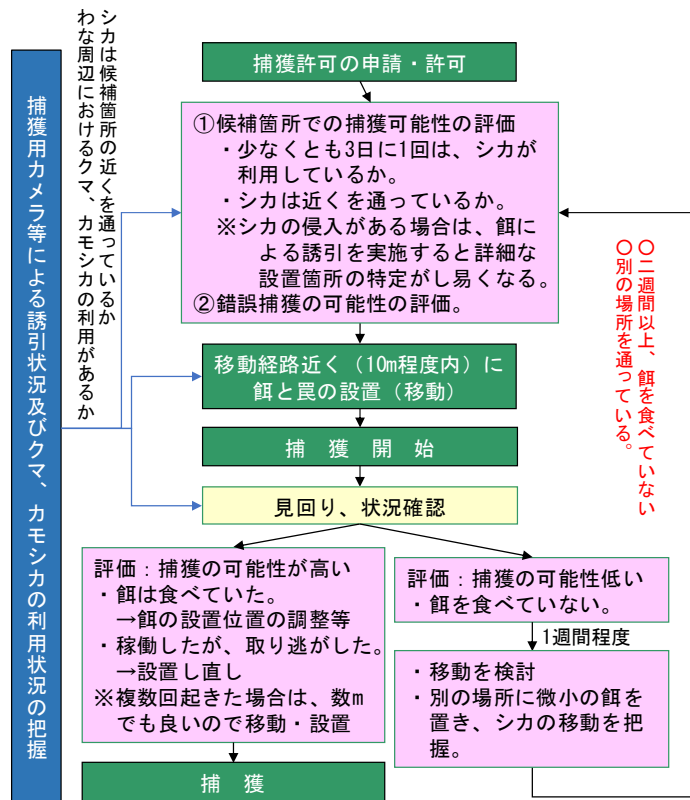 捕獲用カメラ等による誘引状況及びクマ、カモシカの利用状況の把握
シカは候補箇所の近くを通っているか
わな周辺におけるクマ、カモシカの利用があるか
捕獲許可の申請・許可
①候補箇所での捕獲可能性の評価
・少なくとも3日に1回は、シカが
利用しているか。
・シカは近くを通っているか。
※シカの侵入がある場合は、餌に
よる誘引を実施すると詳細な
設置箇所の特定がし易くなる。
②錯誤捕獲の可能性の評価。
移動経路近く（10m程度内）に
餌と罠の設置（移動）
捕　獲　開　始
見回り、状況確認
評価：捕獲の可能性が高い
・餌は食べていた。
→餌の設置位置の調整等
・稼働したが、取り逃がした。
→設置し直し
※複数回起きた場合は、数m
でも良いので移動・設置
捕　獲
評価：捕獲の可能性低い
・餌を食べていない。
1週間程度
・移動を検討
・別の場所に微小の餌を
置き、シカの移動を把
握。
〇二週間以上、餌を食べていない
〇別の場所を通っている。